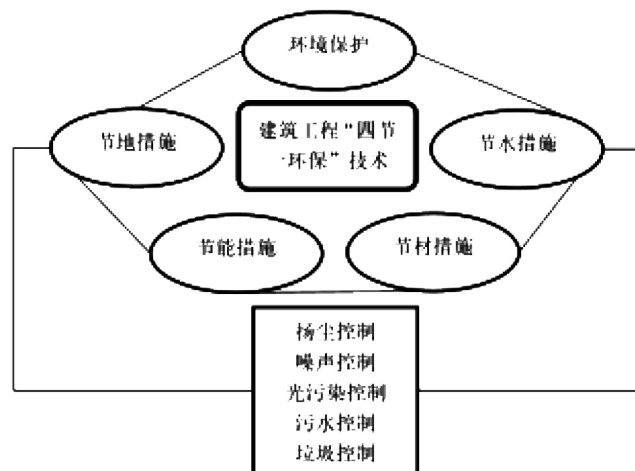 环境保护
建筑工程“四节
一环保”技术
节地措施
节水措施
节能措施
节材措施
扬尘控制
噪声控制
光污染控制
污水控制
垃圾控制